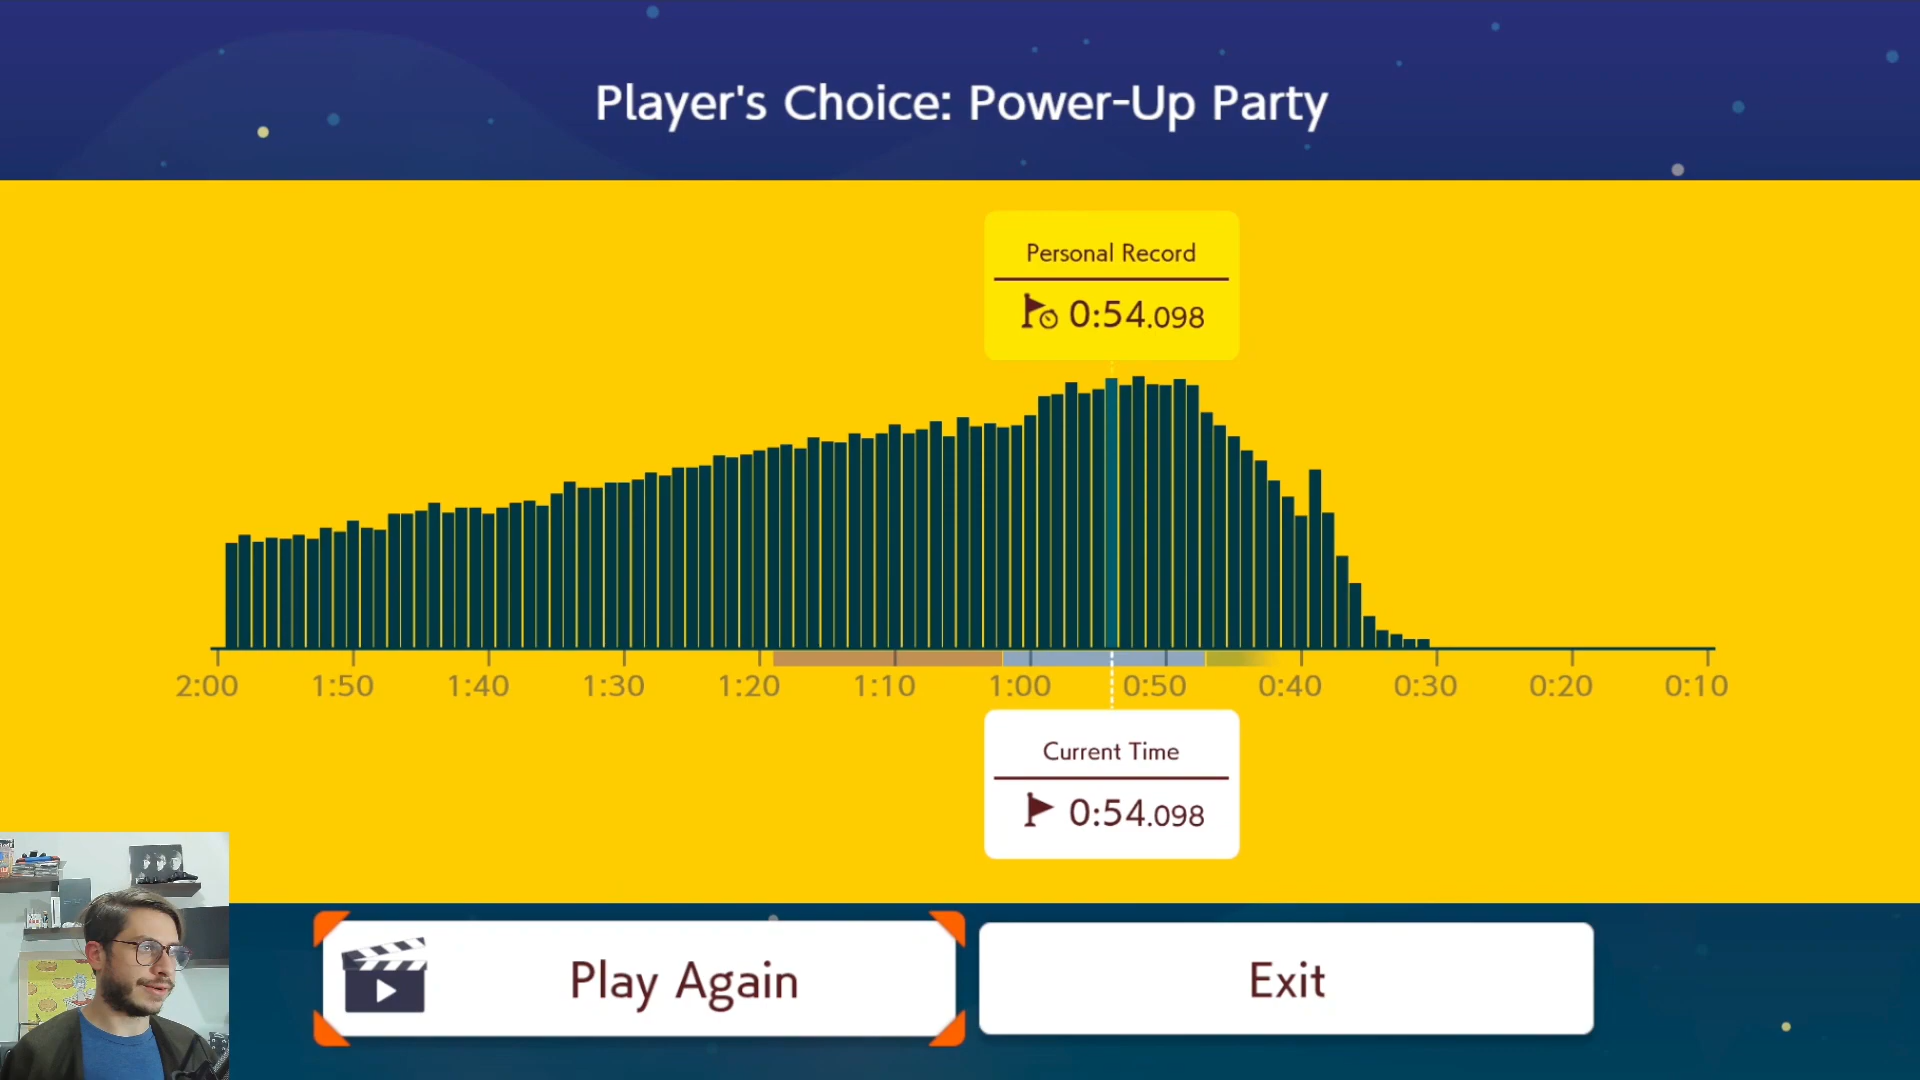 Player's Choice: Power-Up Party
Personal Record
0:54.098
2:00 1:50 1:40 1:30 1:20 1:10 1:00 0:50 0:40 0:30 0:20 0:10
Current Time
0:54.098
Play Again
Exit